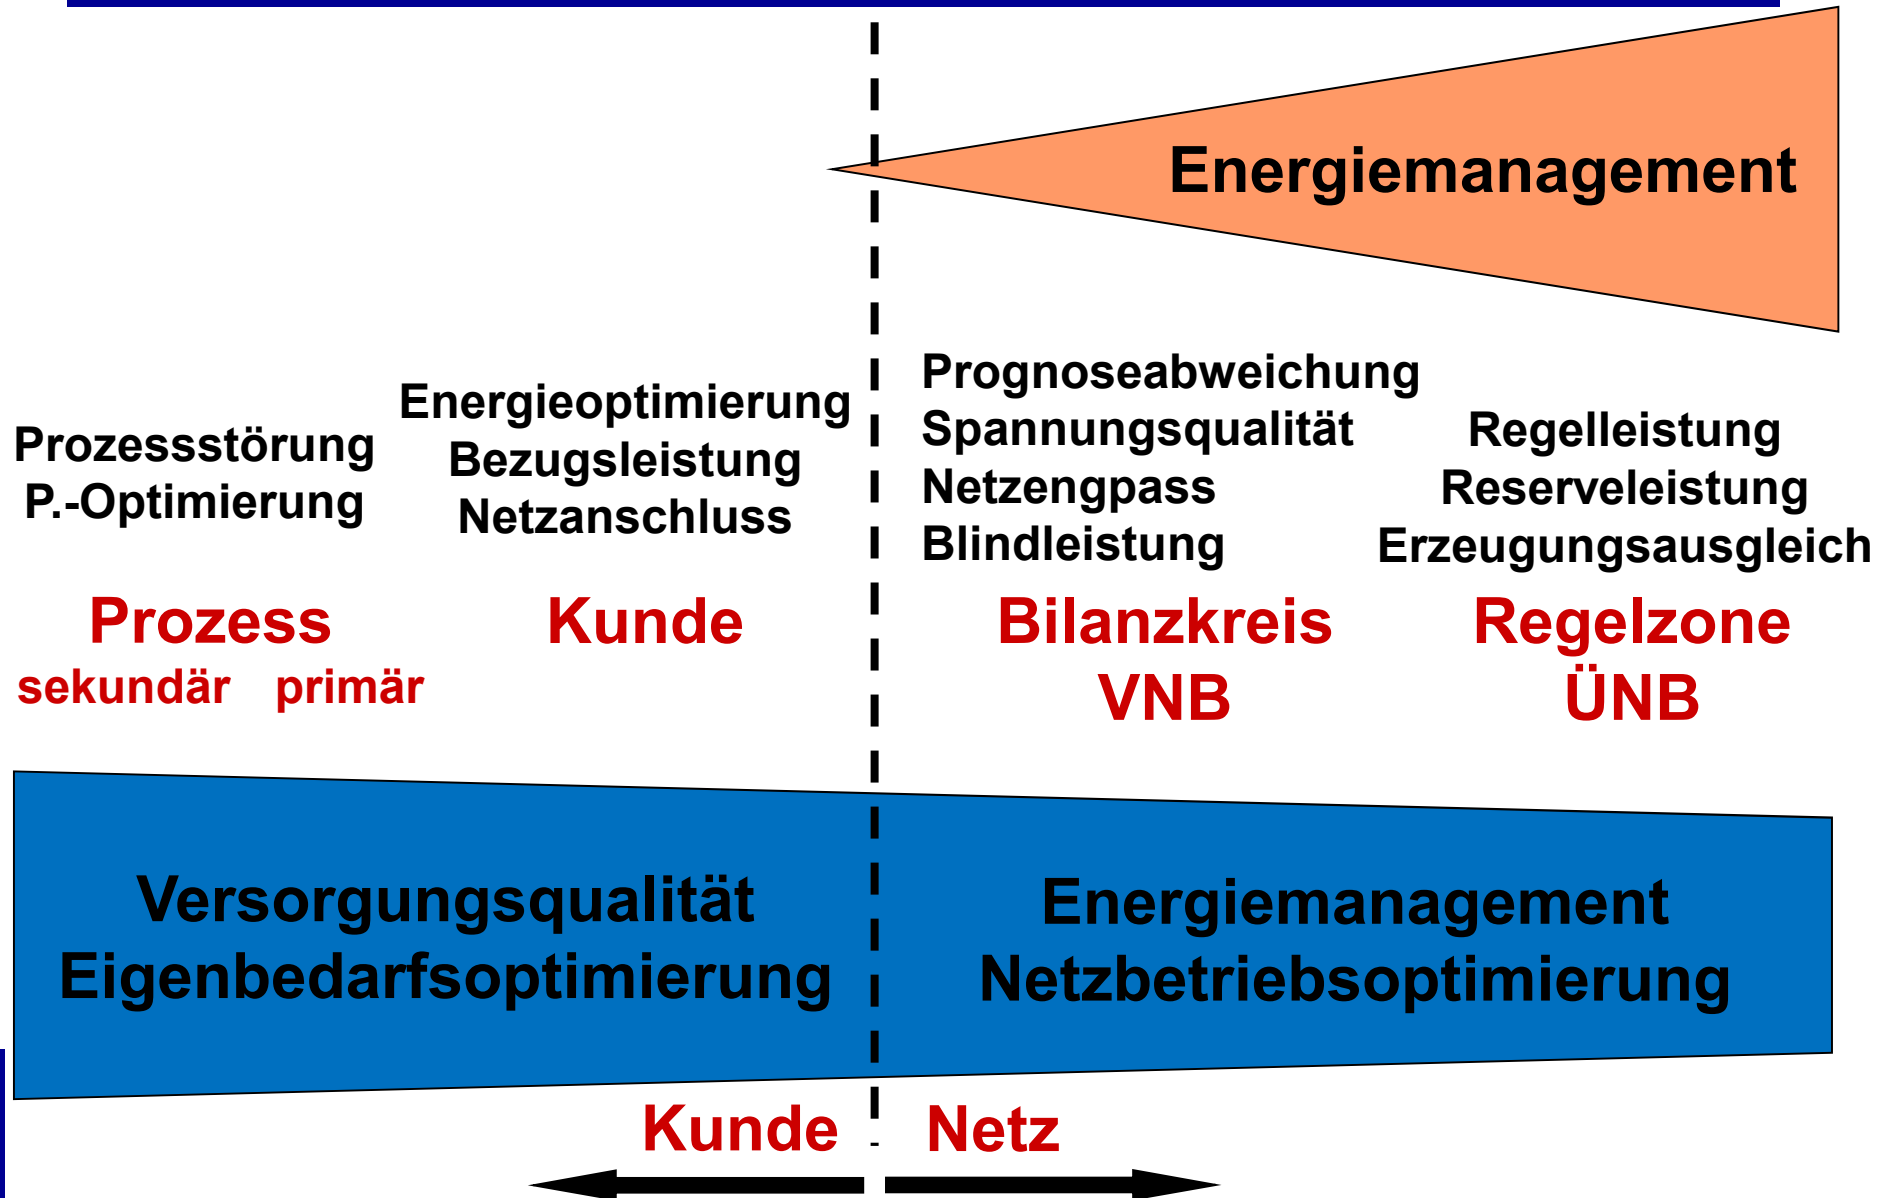 Energiemanagement
Prozessstörung
P.-Optimierung
Energieoptimierung
Bezugsleistung
Netzanschluss
Prognoseabweichung
Spannungsqualität
Netzengpass
Blindleistung
Regelleistung
Reserveleistung
Erzeugungsausgleich
Prozess
sekundär primär
Kunde
Bilanzkreis
VNB
Regelzone
ÜNB
Versorgungsqualität
Eigenbedarfsoptimierung
Energiemanagement
Netzbetriebsoptimierung
Kunde
Netz